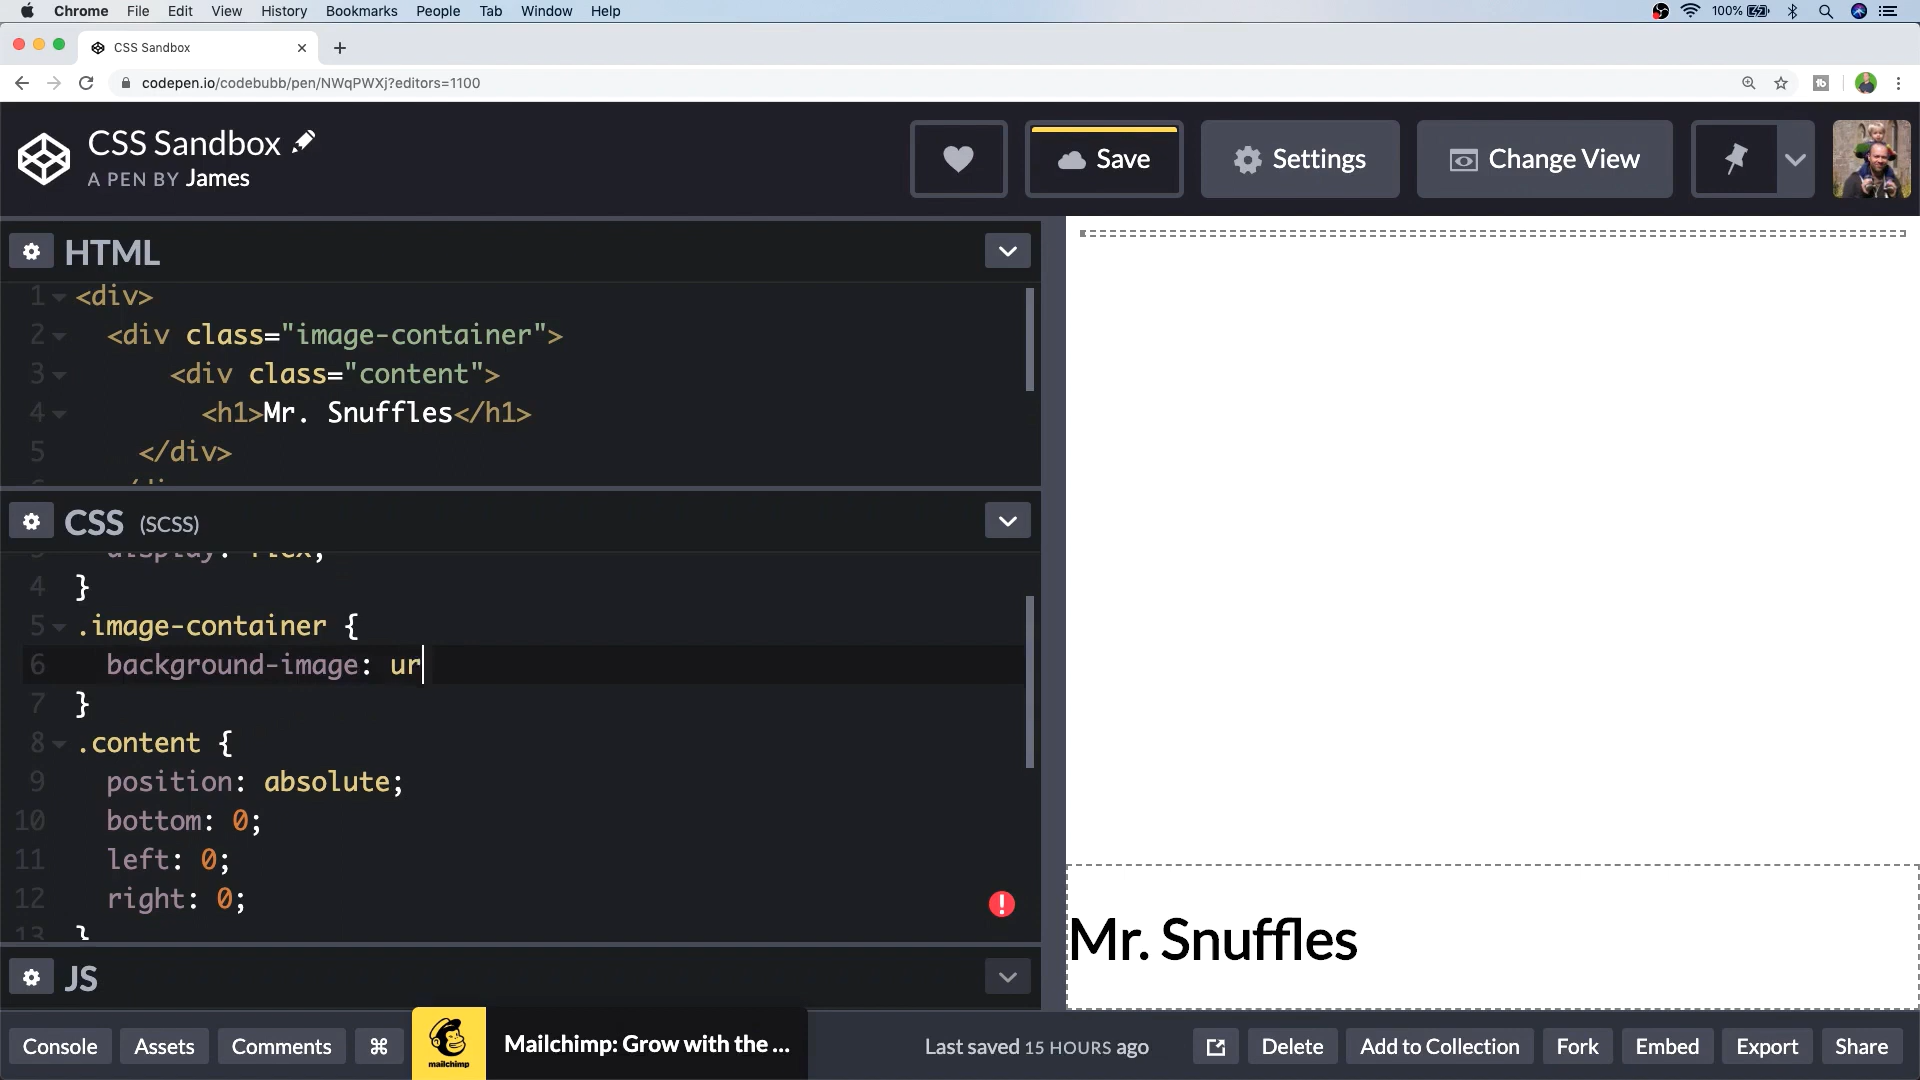 Chrome File Edit View History Bookmarks People Tab Window Help 100%
CSS Sandbox
codepen.io/codebubb/pen/NWqPWXj?editors=1100
CSS Sandbox
A PEN BY James
Save
Settings
Change View
HTML
1 <div>
2 <div class="image-container">
3 <div class="content">
4 <h1>Mr. Snuffles</h1>
5 </div>
CSS (SCSS)
display: flex;
4 }
5 .image-container {
6 background-image: ur
7 }
8 .content {
9 position: absolute;
10 bottom: 0;
11 left: 0;
12 right: 0;
13 }
Mr. Snuffles
JS
Console Assets Comments ⌘ mailchimp Mailchimp: Grow with the ... Last saved 15 HOURS ago Delete Add to Collection Fork Embed Export Share